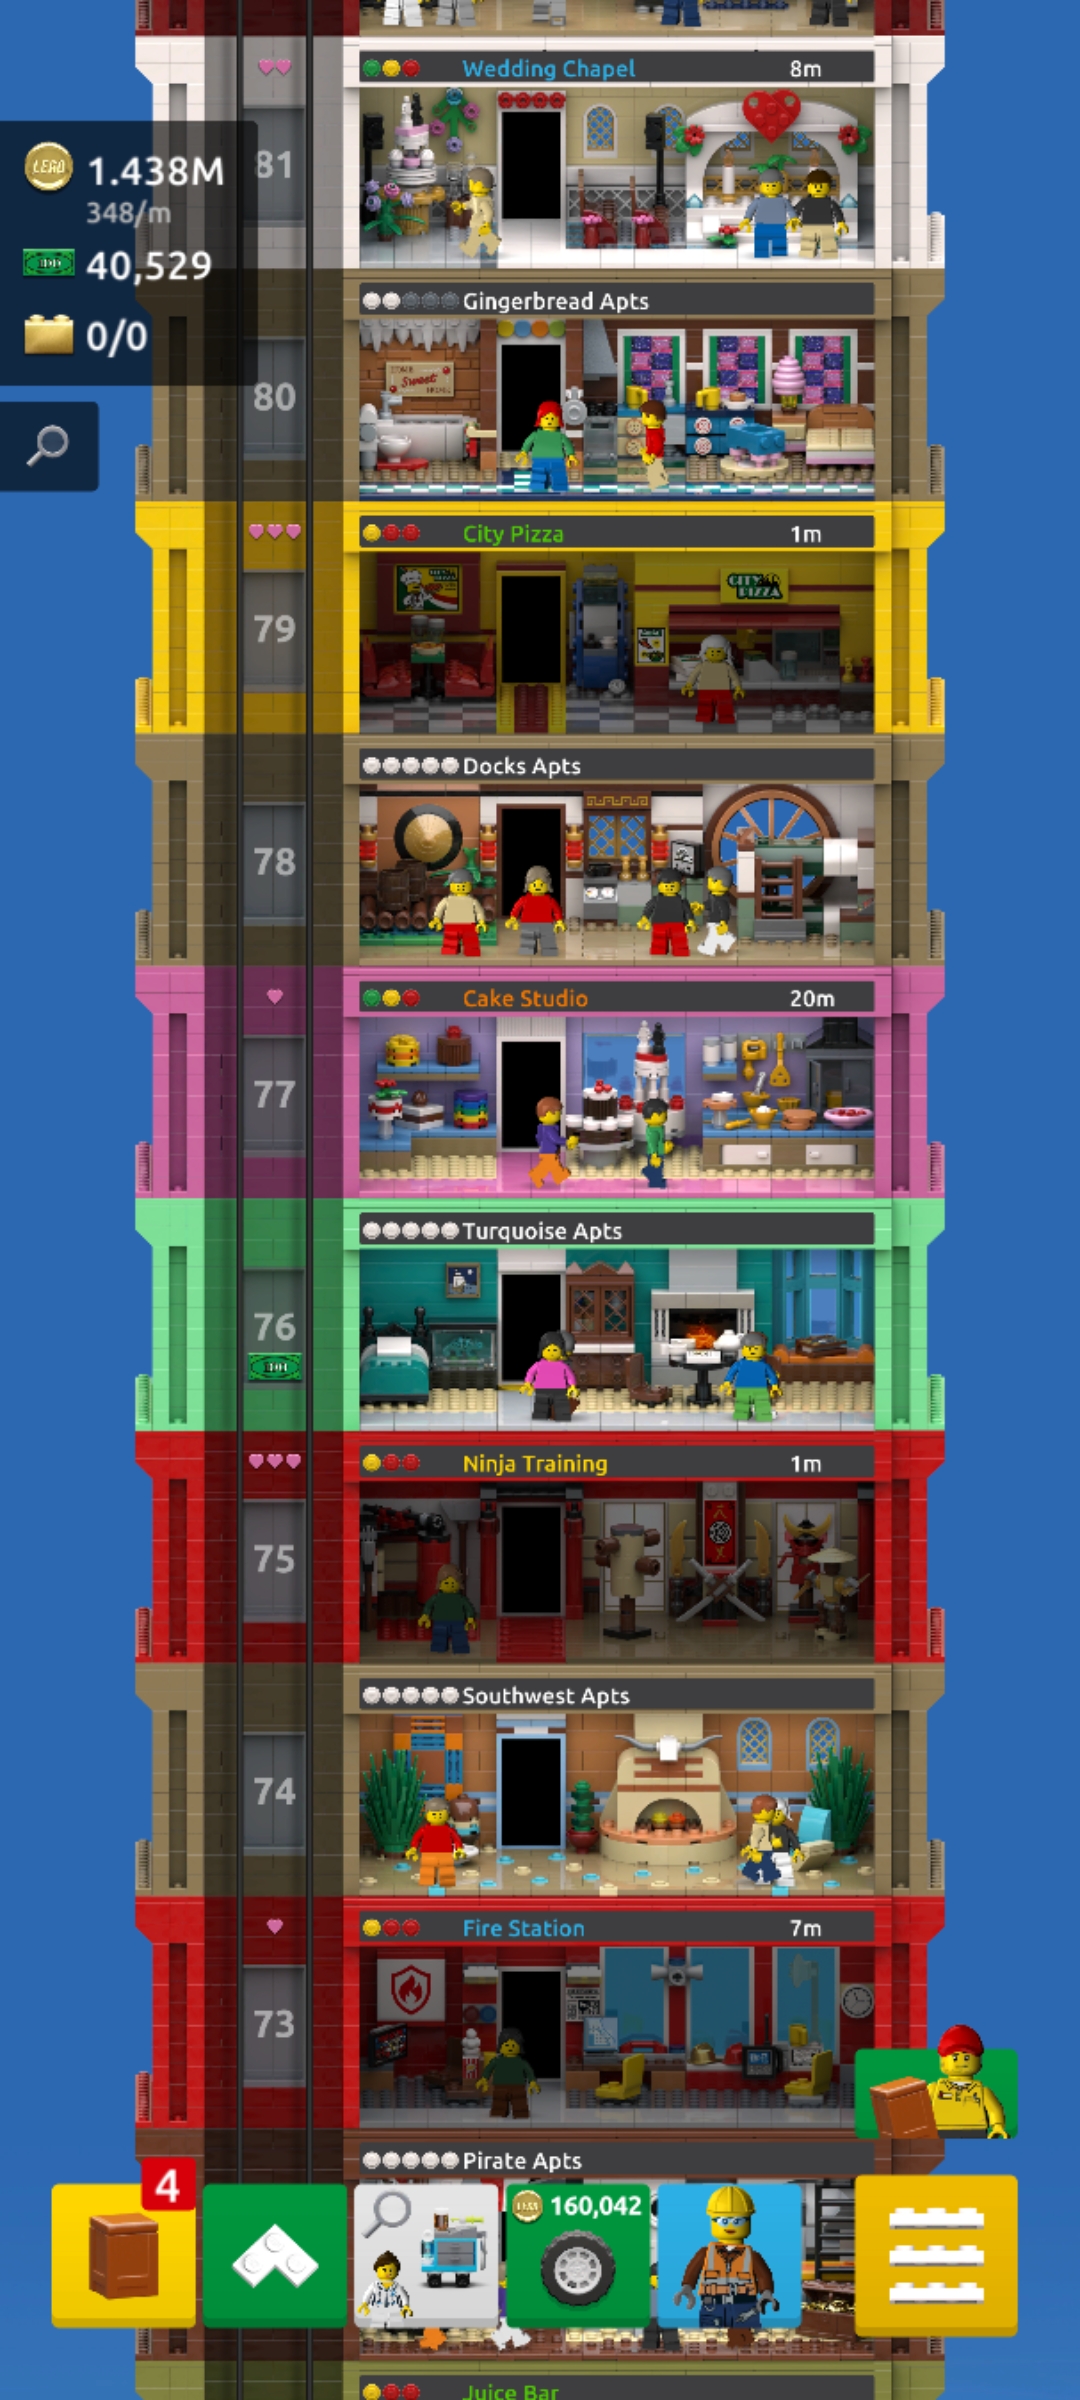 Wedding Chapel 8m
81
LEGO 1.438M
348/m
40,529
0/0
Gingerbread Apts
Sweet
80
City Pizza 1m
CITY PIZZA
79
Docks Apts
78
Cake Studio 20m
77
Turquoise Apts
76
Ninja Training 1m
75
Southwest Apts
74
Fire Station 7m
73
Pirate Apts
4
160,042
Juice Bar